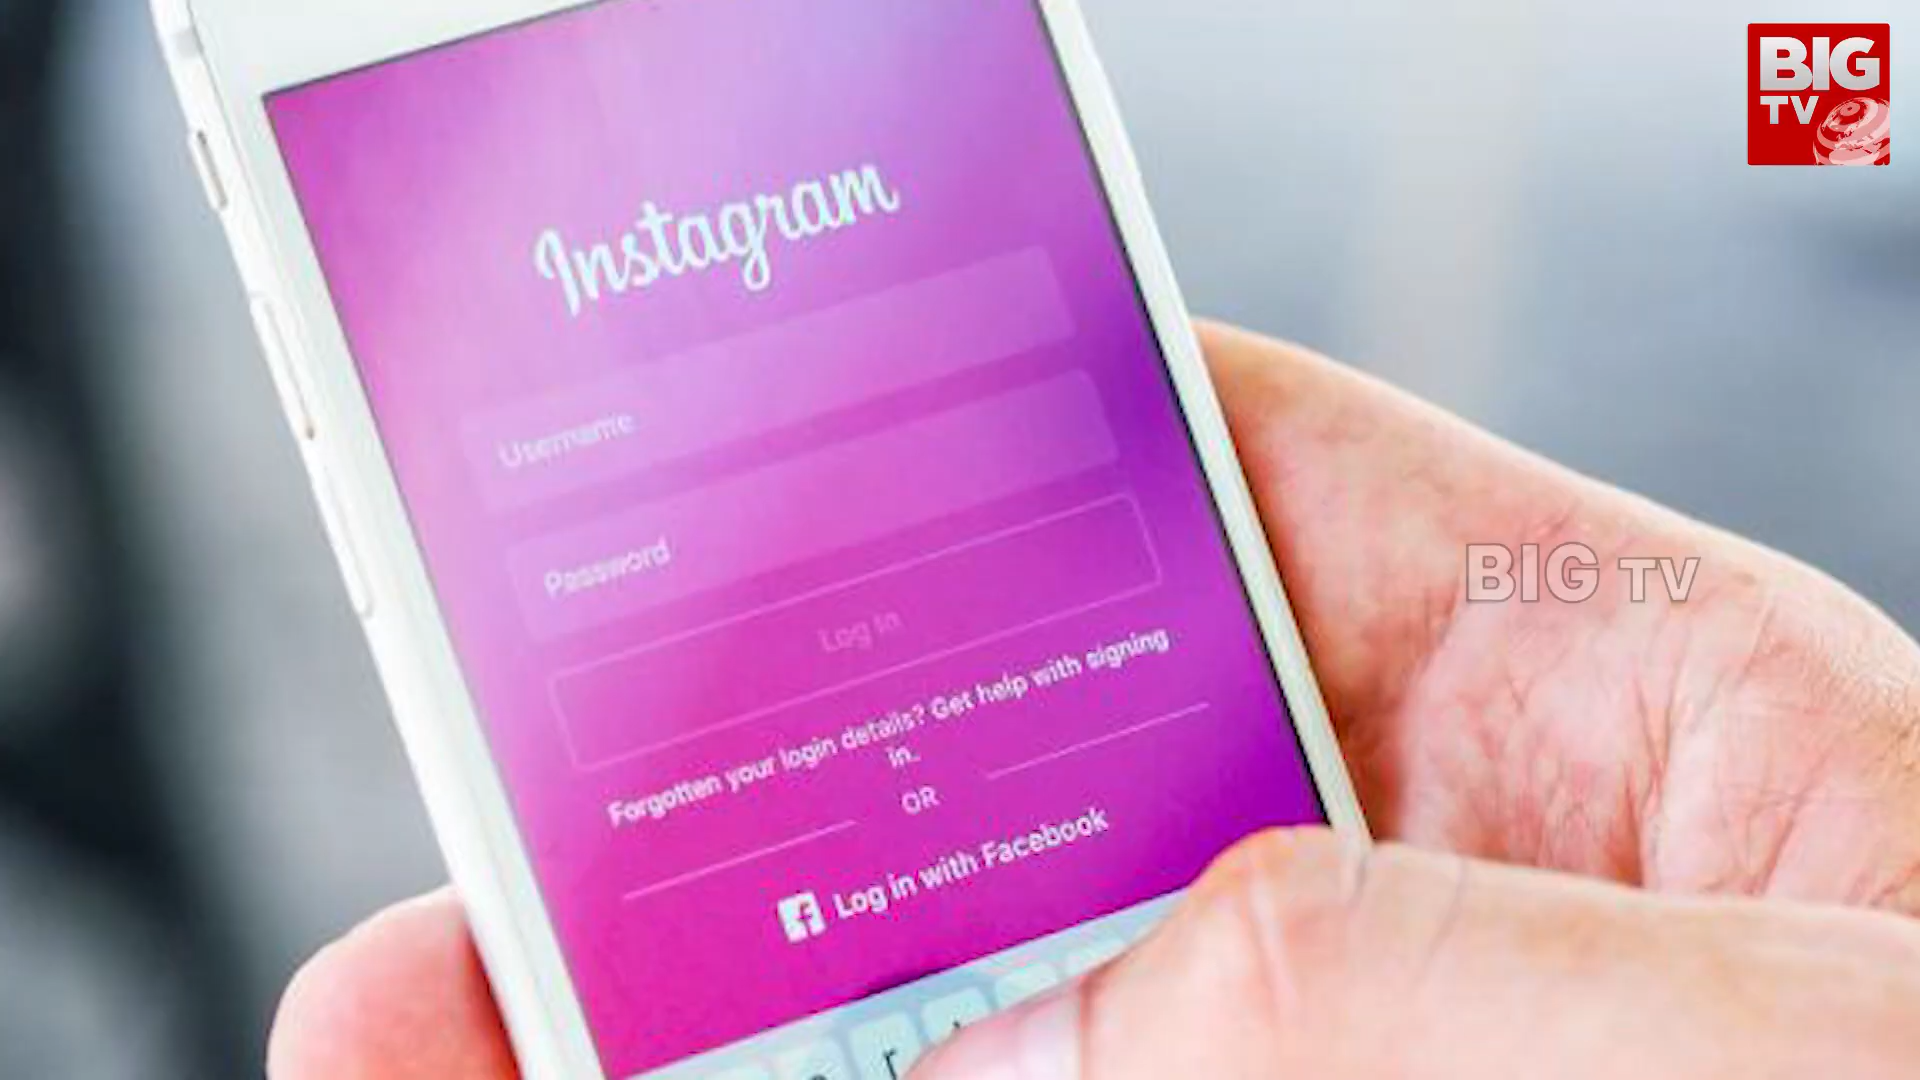 BIG
TV
Instagram
Username
Password
Log in
Forgotten your login details? Get help with signing
in.
OR
Log in with Facebook
BIG TV
r